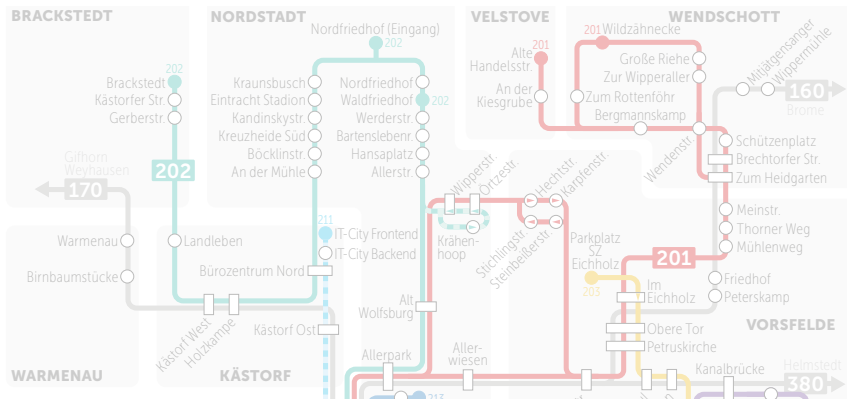 BRACKSTEDT
NORDSTADT
VELSTOVE
WENDSCHOTT
Nordfriedhof (Eingang)
202
201
Wildzähnecke
Alte
Handelsstr.
201
Große Riehe
Zur Wipperaller
Mitjätgensanger
Wippermühle
202
Brackstedt
Kästorfer Str.
Gerberstr.
Kraunsbusch
Eintracht Stadion
Kandinskystr.
Kreuzheide Süd
Böcklinstr.
An der Mühle
Nordfriedhof
Waldfriedhof
202
Werderstr.
Bartenslebenr.
Hansaplatz
Allerstr.
An der
Kiesgrube
Zum Rottenföhr
Bergmannskamp
160
Brome
Schützenplatz
Brechtorfer Str.
Zum Heidgarten
Wendenstr.
Gifhorn
Weyhausen
170
202
Wipperstr.
Örtzestr.
Hechtstr.
Karpfenstr.
Meinstr.
Thorner Weg
Mühlenweg
211
IT-City Frontend
IT-City Backend
Krähen-
hoop
Stichlingstr.
Steinbeißerstr.
Parkplatz
SZ
Eichholz
203
201
Warmenau
Landleben
Birnbaumstücke
Bürozentrum Nord
Im
Eichholz
Friedhof
Peterskamp
Alt
Wolfsburg
Kästorf West
Holzkampe
Kästorf Ost
Obere Tor
Petruskirche
VORSFELDE
Allerpark
Aller-
wiesen
Kanalbrücke
Helmstedt
380
WARMENAU
KÄSTORF
213